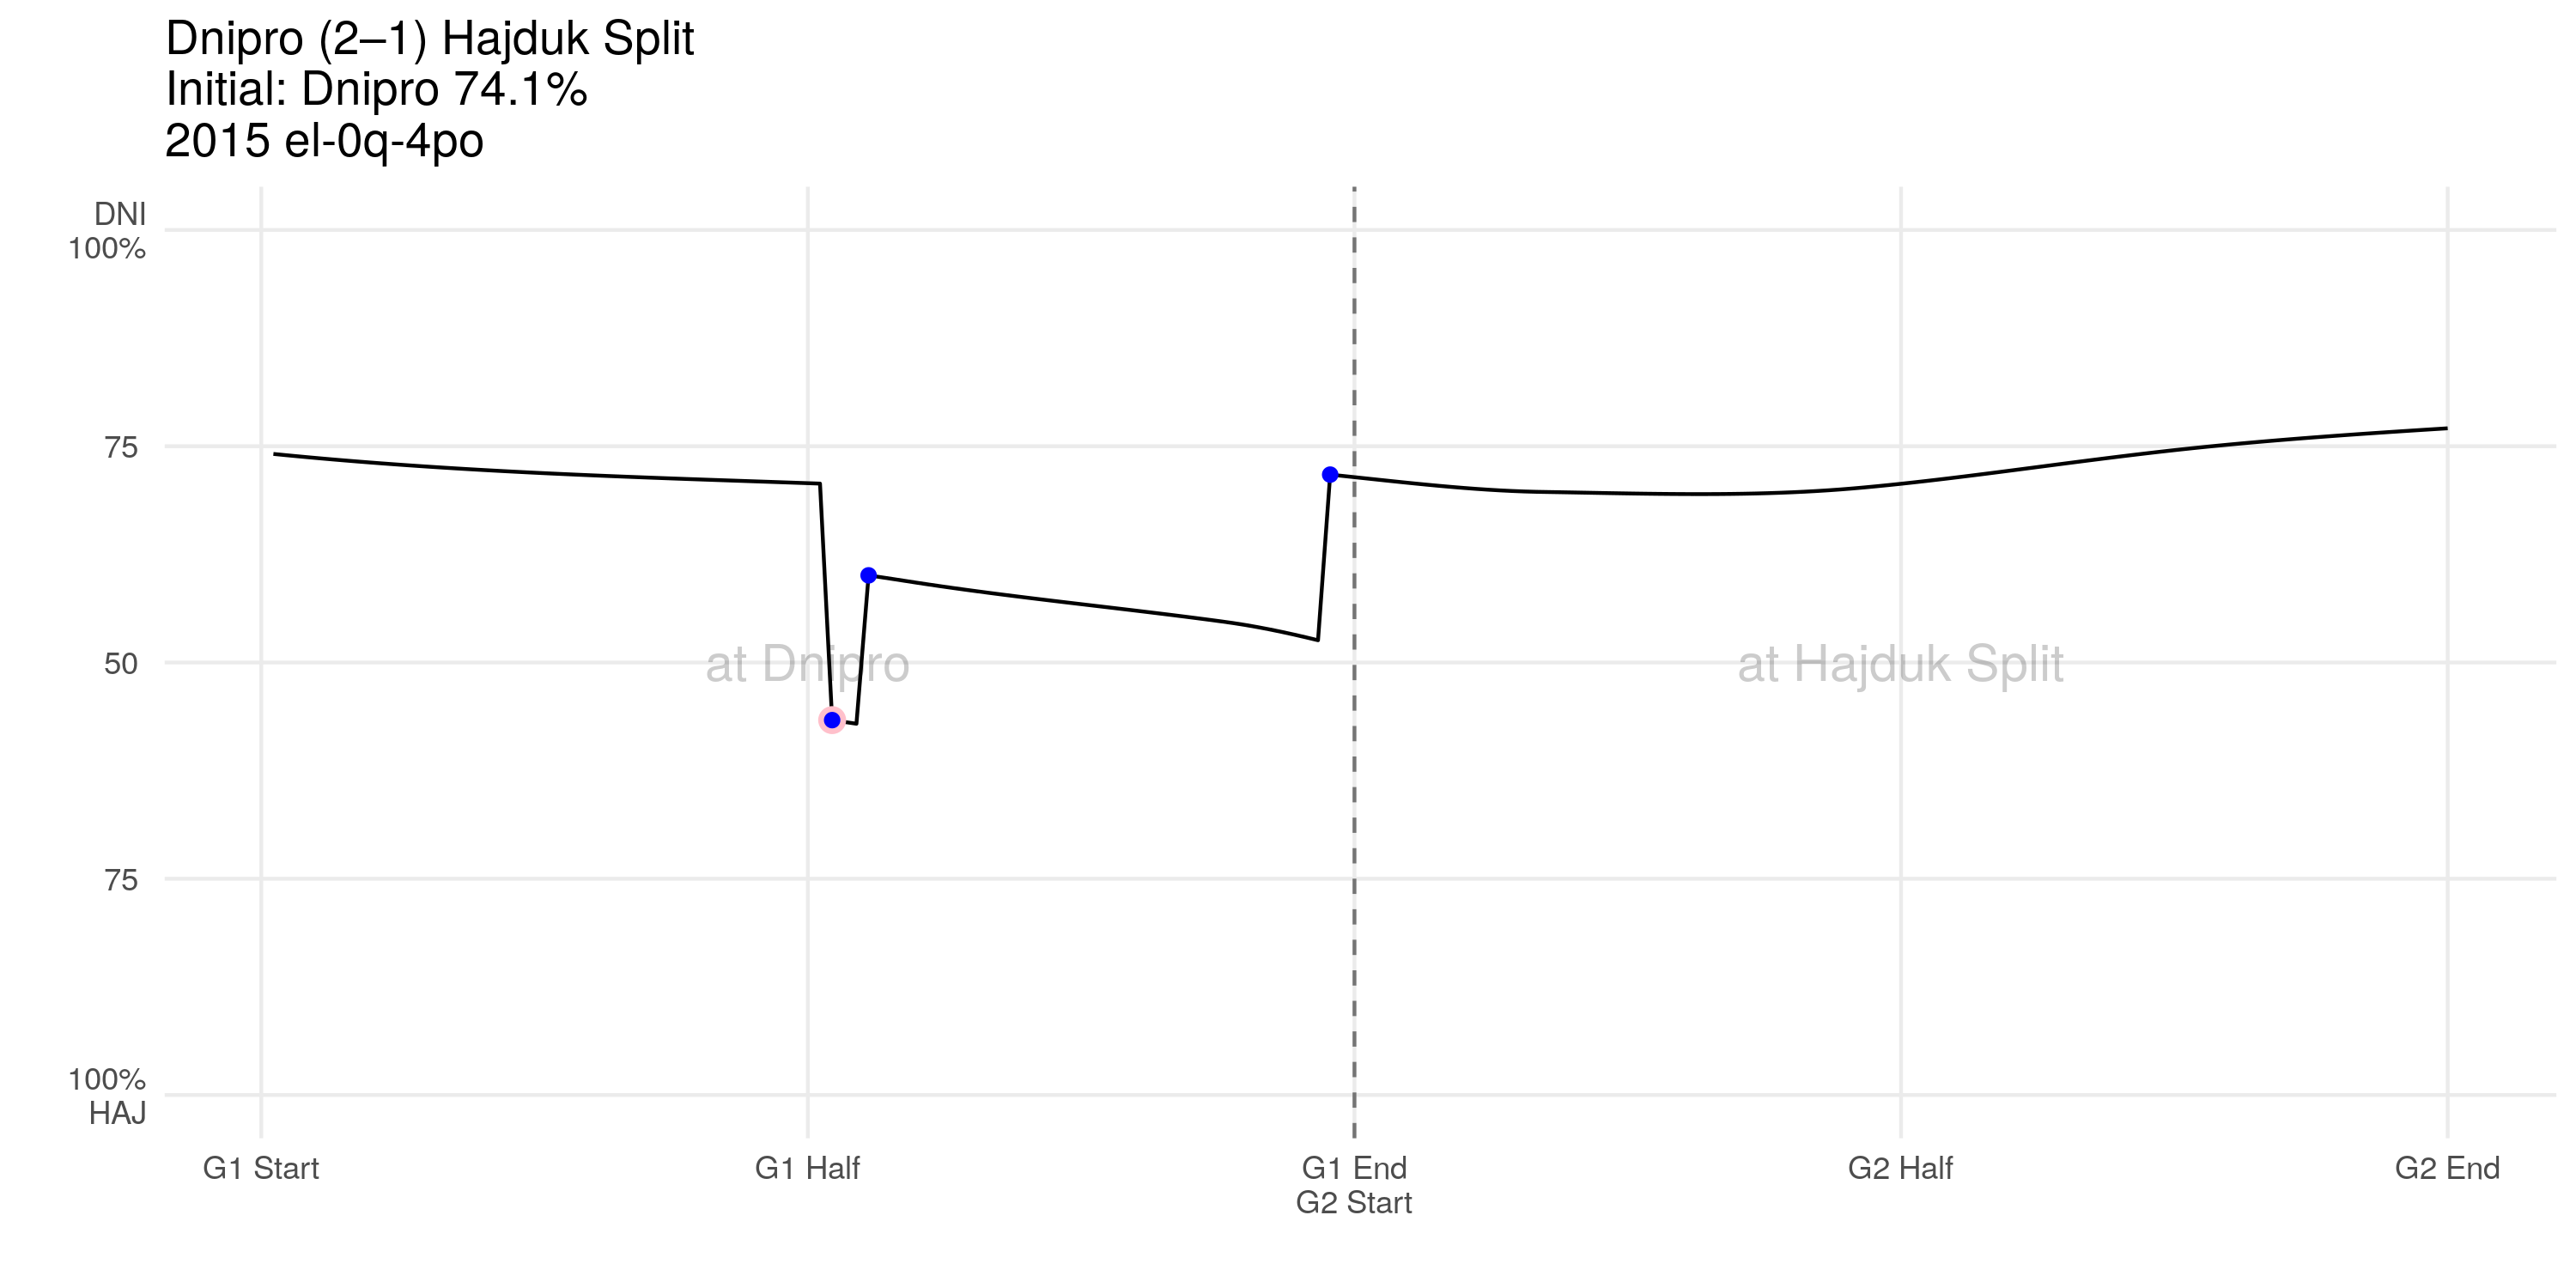 Dnipro (2–1) Hajduk Split
Initial: Dnipro 74.1%
2015 el-0q-4po
DNI
100%
75
50
75
100%
HAJ
at Dnipro
at Hajduk Split
G1 Start
G1 Half
G1 End
G2 Start
G2 Half
G2 End